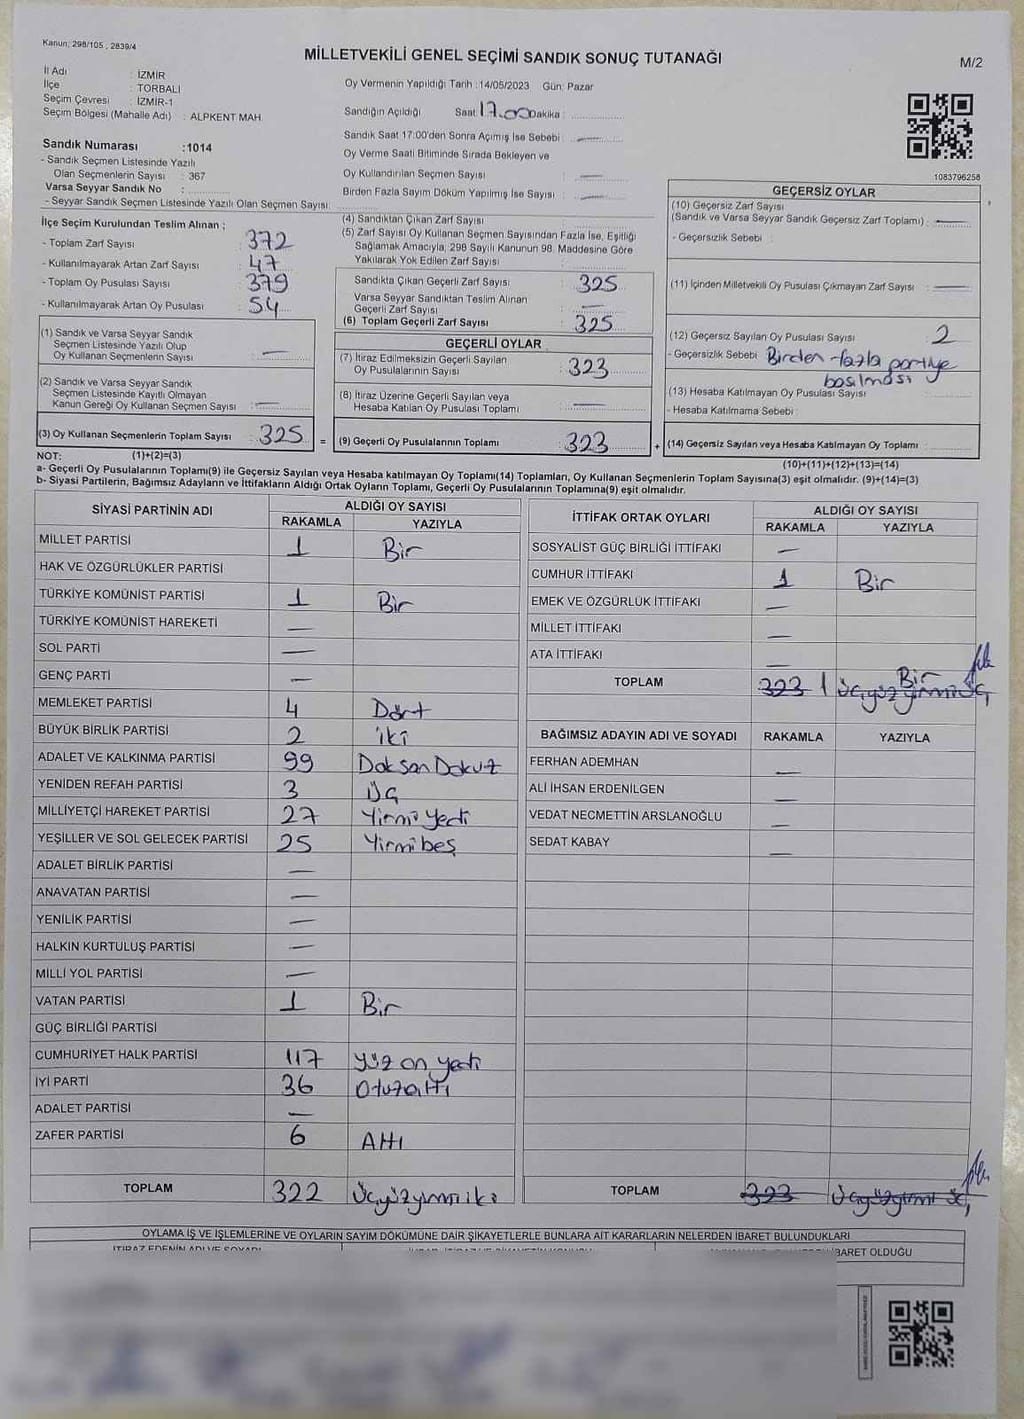 Kanun; 298/105 , 2839/4
MİLLETVEKİLİ GENEL SEÇİMİ SANDIK SONUÇ TUTANAĞI
M/2
İl Adı : İZMİR
İlçe : TORBALI
Seçim Çevresi : İZMİR-1
Seçim Bölgesi (Mahalle Adı) : ALPKENT MAH.
Oy Vermenin Yapıldığı Tarih :14/05/2023 Gün: Pazar
Sandığın Açıldığı Saat 17.00 Dakika :
Sandık Saat 17:00'den Sonra Açımış İse Sebebi : —
Oy Verme Saati Bitiminde Sırada Bekleyen ve
Oy Kullandırılan Seçmen Sayısı : —
Birden Fazla Sayım Döküm Yapılmış İse Sayısı : —
1083796258
Sandık Numarası :1014
- Sandık Seçmen Listesinde Yazılı
Olan Seçmenlerin Sayısı : 367
Varsa Seyyar Sandık No :
- Seyyar Sandık Seçmen Listesinde Yazılı Olan Seçmen Sayısı:
İlçe Seçim Kurulundan Teslim Alınan ;
- Toplam Zarf Sayısı : 372
- Kullanılmayarak Artan Zarf Sayısı : 47
- Toplam Oy Pusulası Sayısı : 379
- Kullanılmayarak Artan Oy Pusulası : 54
(1) Sandık ve Varsa Seyyar Sandık
Seçmen Listesinde Yazılı Olup
Oy Kullanan Seçmenlerin Sayısı : —
(2) Sandık ve Varsa Seyyar Sandık
Seçmen Listesinde Kayıtlı Olmayan
Kanun Gereği Oy Kullanan Seçmen Sayısı : —
(3) Oy Kullanan Seçmenlerin Toplam Sayısı : 325 =
(4) Sandıktan Çıkan Zarf Sayısı :
(5) Zarf Sayısı Oy Kullanan Seçmen Sayısından Fazla İse, Eşitliği
Sağlamak Amacıyla, 298 Sayılı Kanunun 98. Maddesine Göre
Yakılarak Yok Edilen Zarf Sayısı :
Sandıkta Çıkan Geçerli Zarf Sayısı : 325
Varsa Seyyar Sandıktan Teslim Alınan
Geçerli Zarf Sayısı : —
(6) Toplam Geçerli Zarf Sayısı : 325
GEÇERLİ OYLAR
(7) İtiraz Edilmeksizin Geçerli Sayılan
Oy Pusulalarının Sayısı : 323
(8) İtiraz Üzerine Geçerli Sayılan veya
Hesaba Katılan Oy Pusulası Toplamı : —
(9) Geçerli Oy Pusulalarının Toplamı : 323 +
GEÇERSİZ OYLAR
(10) Geçersiz Zarf Sayısı
(Sandık ve Varsa Seyyar Sandık Geçersiz Zarf Toplamı) : —
- Geçersizlik Sebebi :
(11) İçinden Milletvekili Oy Pusulası Çıkmayan Zarf Sayısı : —
(12) Geçersiz Sayılan Oy Pusulası Sayısı : 2
- Geçersizlik Sebebi : Birden fazla partiye
basılması
(13) Hesaba Katılmayan Oy Pusulası Sayısı :
- Hesaba Katılmama Sebebi :
(14) Geçersiz Sayılan veya Hesaba Katılmayan Oy Toplamı :
NOT: (1)+(2)=(3) (10)+(11)+(12)+(13)=(14)
a- Geçerli Oy Pusulalarının Toplamı(9) ile Geçersiz Sayılan veya Hesaba katılmayan Oy Toplamı(14) Toplamları, Oy Kullanan Seçmenlerin Toplam Sayısına(3) eşit olmalıdır. (9)+(14)=(3)
b- Siyasi Partilerin, Bağımsız Adayların ve İttifakların Aldığı Ortak Oyların Toplamı, Geçerli Oy Pusulalarının Toplamına(9) eşit olmalıdır.
SİYASİ PARTİNİN ADI ALDIĞI OY SAYISI
RAKAMLA YAZIYLA
MİLLET PARTİSİ 1 Bir
HAK VE ÖZGÜRLÜKLER PARTİSİ
TÜRKİYE KOMÜNİST PARTİSİ 1 Bir
TÜRKİYE KOMÜNİST HAREKETİ —
SOL PARTİ —
GENÇ PARTİ —
MEMLEKET PARTİSİ 4 Dört
BÜYÜK BİRLİK PARTİSİ 2 iki
ADALET VE KALKINMA PARTİSİ 99 Doksan Dokuz
YENİDEN REFAH PARTİSİ 3 Üç
MİLLİYETÇİ HAREKET PARTİSİ 27 Yirmi yedi
YEŞİLLER VE SOL GELECEK PARTİSİ 25 Yirmi beş
ADALET BİRLİK PARTİSİ —
ANAVATAN PARTİSİ —
YENİLİK PARTİSİ —
HALKIN KURTULUŞ PARTİSİ —
MİLLİ YOL PARTİSİ —
VATAN PARTİSİ 1 Bir
GÜÇ BİRLİĞİ PARTİSİ
CUMHURİYET HALK PARTİSİ 117 yüz on yedi
İYİ PARTİ 36 Otuzaltı
ADALET PARTİSİ —
ZAFER PARTİSİ 6 Altı
TOPLAM 322 Üçyüzyirmi iki
İTTİFAK ORTAK OYLARI ALDIĞI OY SAYISI
RAKAMLA YAZIYLA
SOSYALİST GÜÇ BİRLİĞİ İTTİFAKI —
CUMHUR İTTİFAKI 1 Bir
EMEK VE ÖZGÜRLÜK İTTİFAKI —
MİLLET İTTİFAKI —
ATA İTTİFAKI —
TOPLAM 323 1 Bir Üçyüzyirmi üç
BAĞIMSIZ ADAYIN ADI VE SOYADI RAKAMLA YAZIYLA
FERHAN ADEMHAN —
ALİ İHSAN ERDENİLGEN —
VEDAT NECMETTİN ARSLANOĞLU —
SEDAT KABAY —
TOPLAM 323 Üçyüzyirmi üç
OYLAMA İŞ VE İŞLEMLERİNE VE OYLARIN SAYIM DÖKÜMÜNE DAİR ŞİKAYETLERLE BUNLARA AİT KARARLARIN NELERDEN İBARET BULUNDUKLARI
İTİRAZ EDENİN ADI VE SOYADI
İBARET OLDUĞU